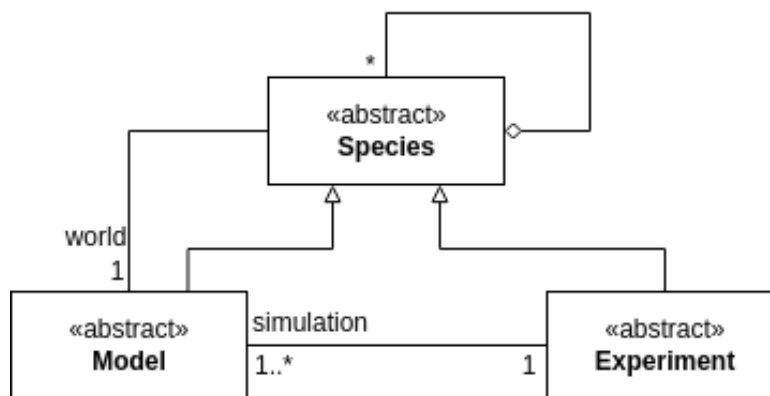 *
«abstract»
Species
world
1
«abstract»
Model
simulation
1..*
1
«abstract»
Experiment